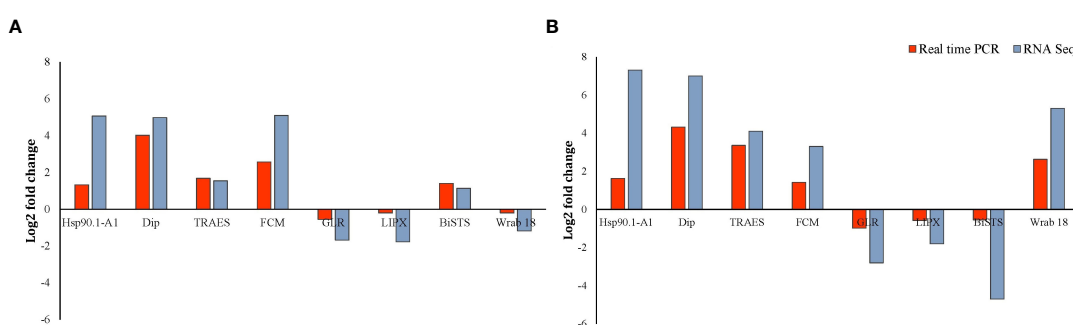 A
8
6
4
2
0
-2
-4
-6
Log2 fold change
Hsp90.1-A1 Dip TRAES FCM GLR LIPX BiSTS Wrab 18
B
Real time PCR RNA Seq
8
6
4
2
0
-2
-4
-6
Log2 fold change
Hsp90.1-A1 Dip TRAES FCM GLR LIPX BiSTS Wrab 18